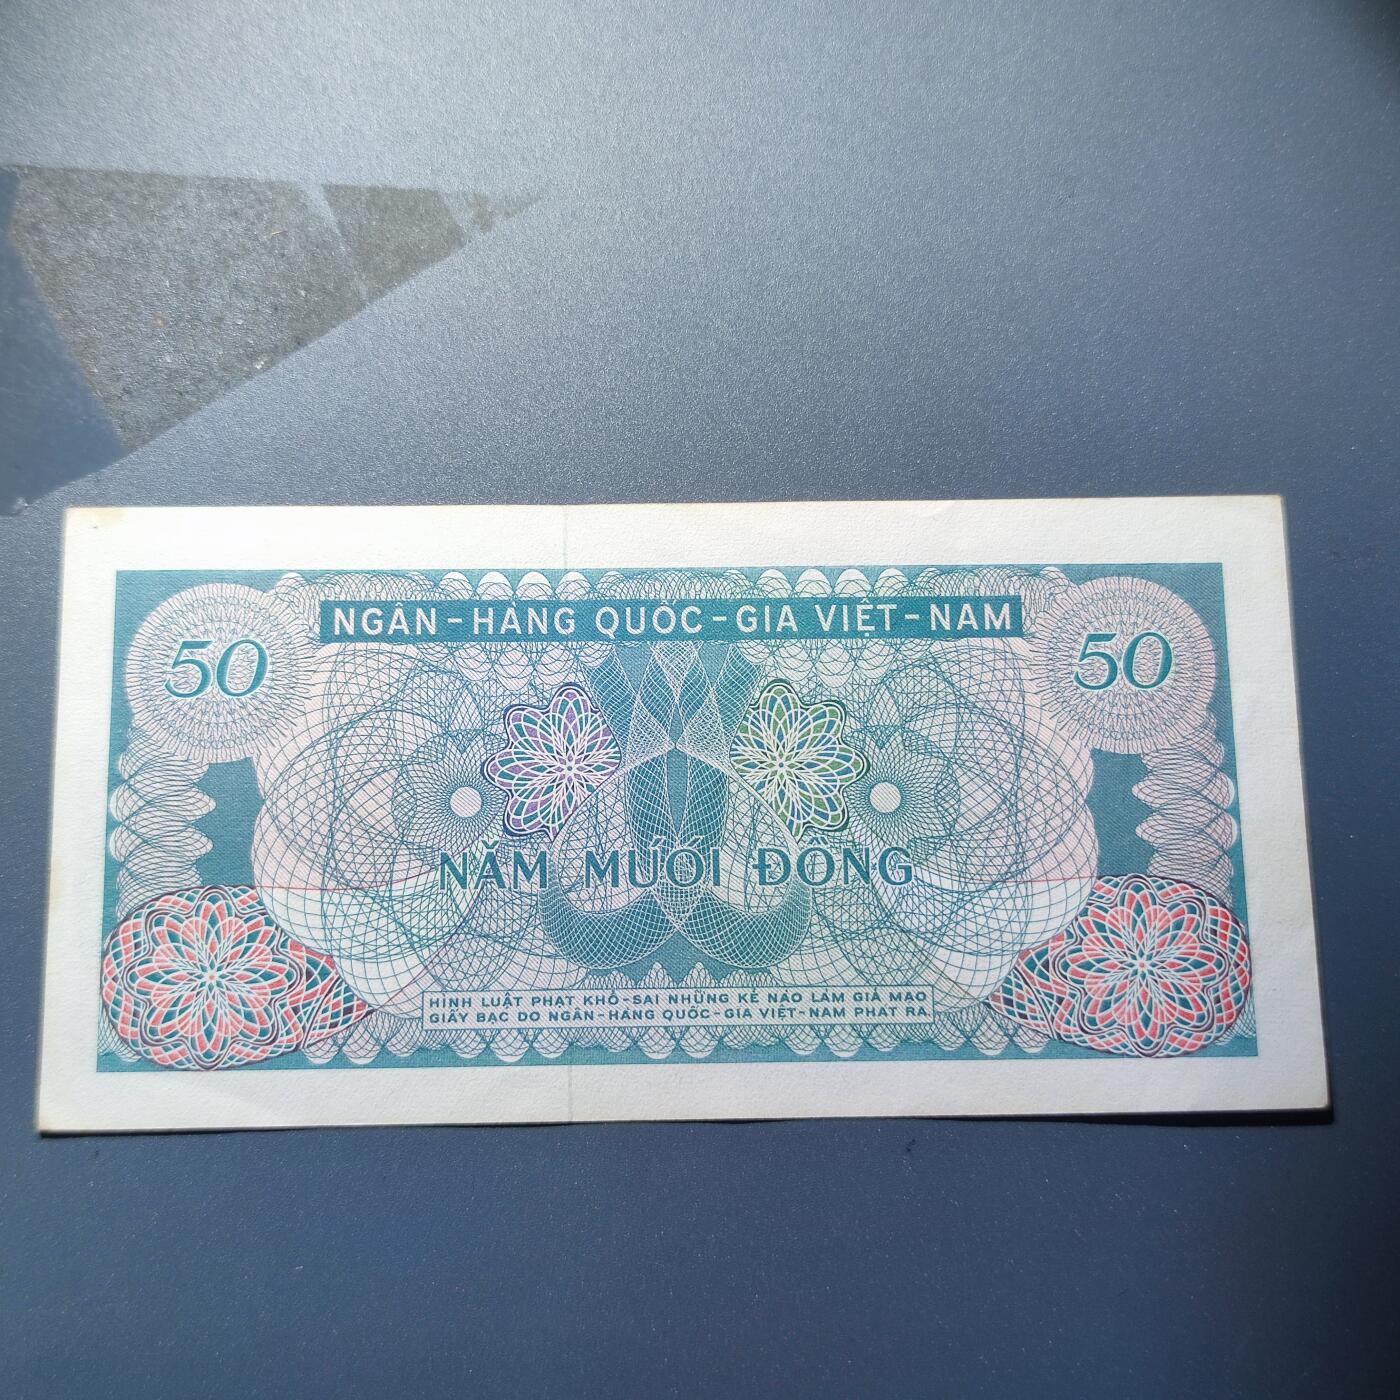 NGÂN-HÀNG QUỐC-GIA VIỆT-NAM
50
50
NĂM MƯƠI ĐỒNG
HÌNH LUẬT PHẠT KHỔ-SAI NHỮNG KẺ NÀO LÀM GIẢ MẠO
GIẤY BẠC DO NGÂN-HÀNG QUỐC-GIA VIỆT-NAM PHÁT RA.